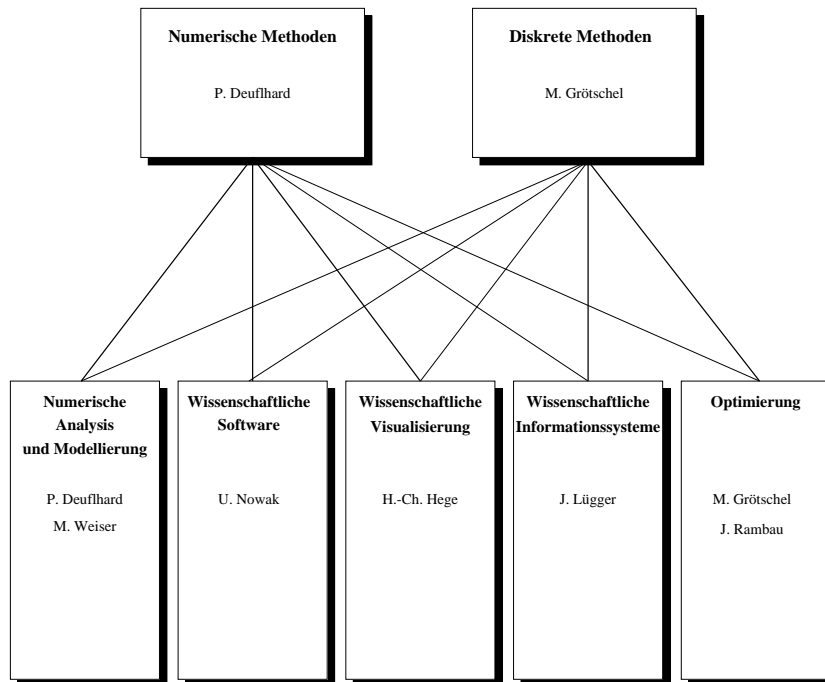 Numerische Methoden
P. Deuflhard
Diskrete Methoden
M. Grötschel
Numerische
Analysis
und Modellierung
P. Deuflhard
M. Weiser
Wissenschaftliche
Software
U. Nowak
Wissenschaftliche
Visualisierung
H.-Ch. Hege
Wissenschaftliche
Informationssysteme
J. Lügger
Optimierung
M. Grötschel
J. Rambau